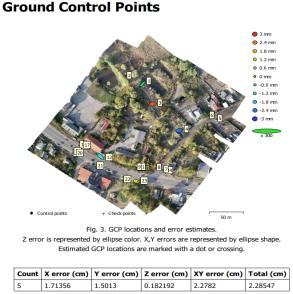 Ground Control Points
3 mm
2.4 mm
1.8 mm
1.2 mm
0.6 mm
0 mm
-0.6 mm
-1.2 mm
-1.8 mm
-2.4 mm
-3 mm
x 300
Control points
Check points
50 m
Fig. 3. GCP locations and error estimates.
Z error is represented by ellipse color. X,Y errors are represented by ellipse shape.
Estimated GCP locations are marked with a dot or crossing.
Count X error (cm) Y error (cm) Z error (cm) XY error (cm) Total (cm)
5 1.71356 1.5013 0.182192 2.2782 2.28547